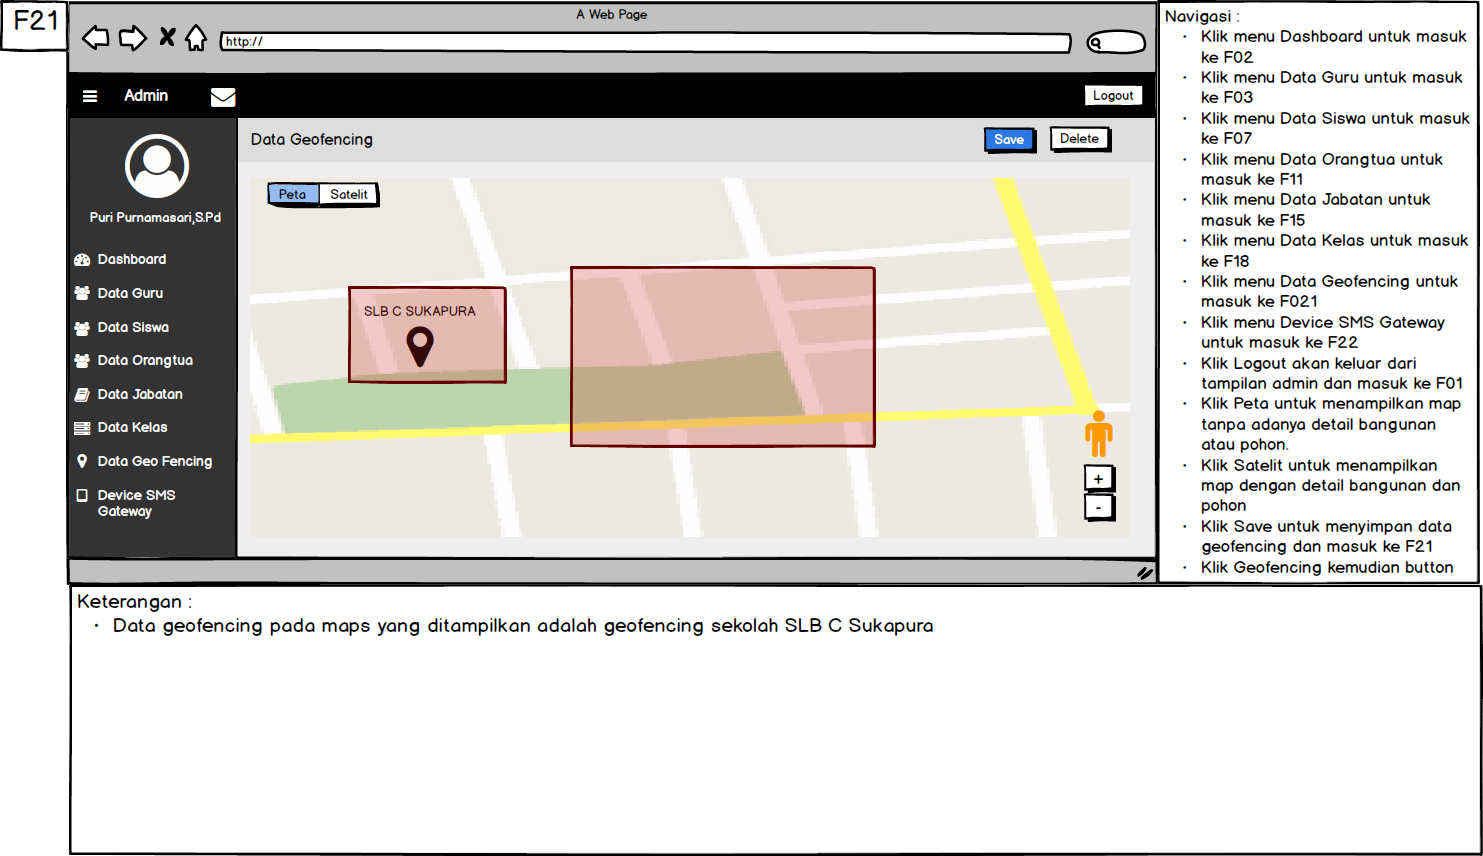 F21
A Web Page
http://
Admin
Logout
Puri Purnamasari,S.Pd
Dashboard
Data Guru
Data Siswa
Data Orangtua
Data Jabatan
Data Kelas
Data Geo Fencing
Device SMS
Gateway
Data Geofencing
Save
Delete
Peta
Satelit
SLB C SUKAPURA
+
-
Navigasi :
· Klik menu Dashboard untuk masuk
ke F02
· Klik menu Data Guru untuk masuk
ke F03
· Klik menu Data Siswa untuk masuk
ke F07
· Klik menu Data Orangtua untuk
masuk ke F11
· Klik menu Data Jabatan untuk
masuk ke F15
· Klik menu Data Kelas untuk masuk
ke F18
· Klik menu Data Geofencing untuk
masuk ke F021
· Klik menu Device SMS Gateway
untuk masuk ke F22
· Klik Logout akan keluar dari
tampilan admin dan masuk ke F01
· Klik Peta untuk menampilkan map
tanpa adanya detail bangunan
atau pohon.
· Klik Satelit untuk menampilkan
map dengan detail bangunan dan
pohon
· Klik Save untuk menyimpan data
geofencing dan masuk ke F21
· Klik Geofencing kemudian button
Keterangan :
· Data geofencing pada maps yang ditampilkan adalah geofencing sekolah SLB C Sukapura